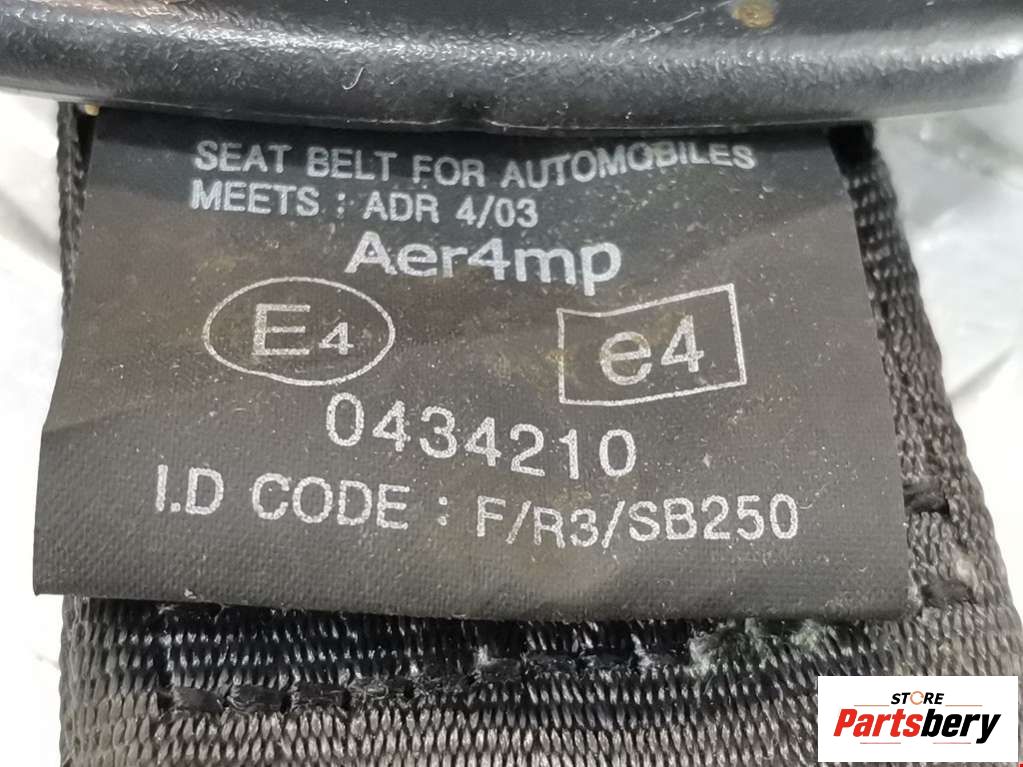 SEAT BELT FOR AUTOMOBILES
MEETS : ADR 4/03
Aer4mp
E4 e4
0434210
I.D CODE : F/R3/SB250
STORE
Partsbery